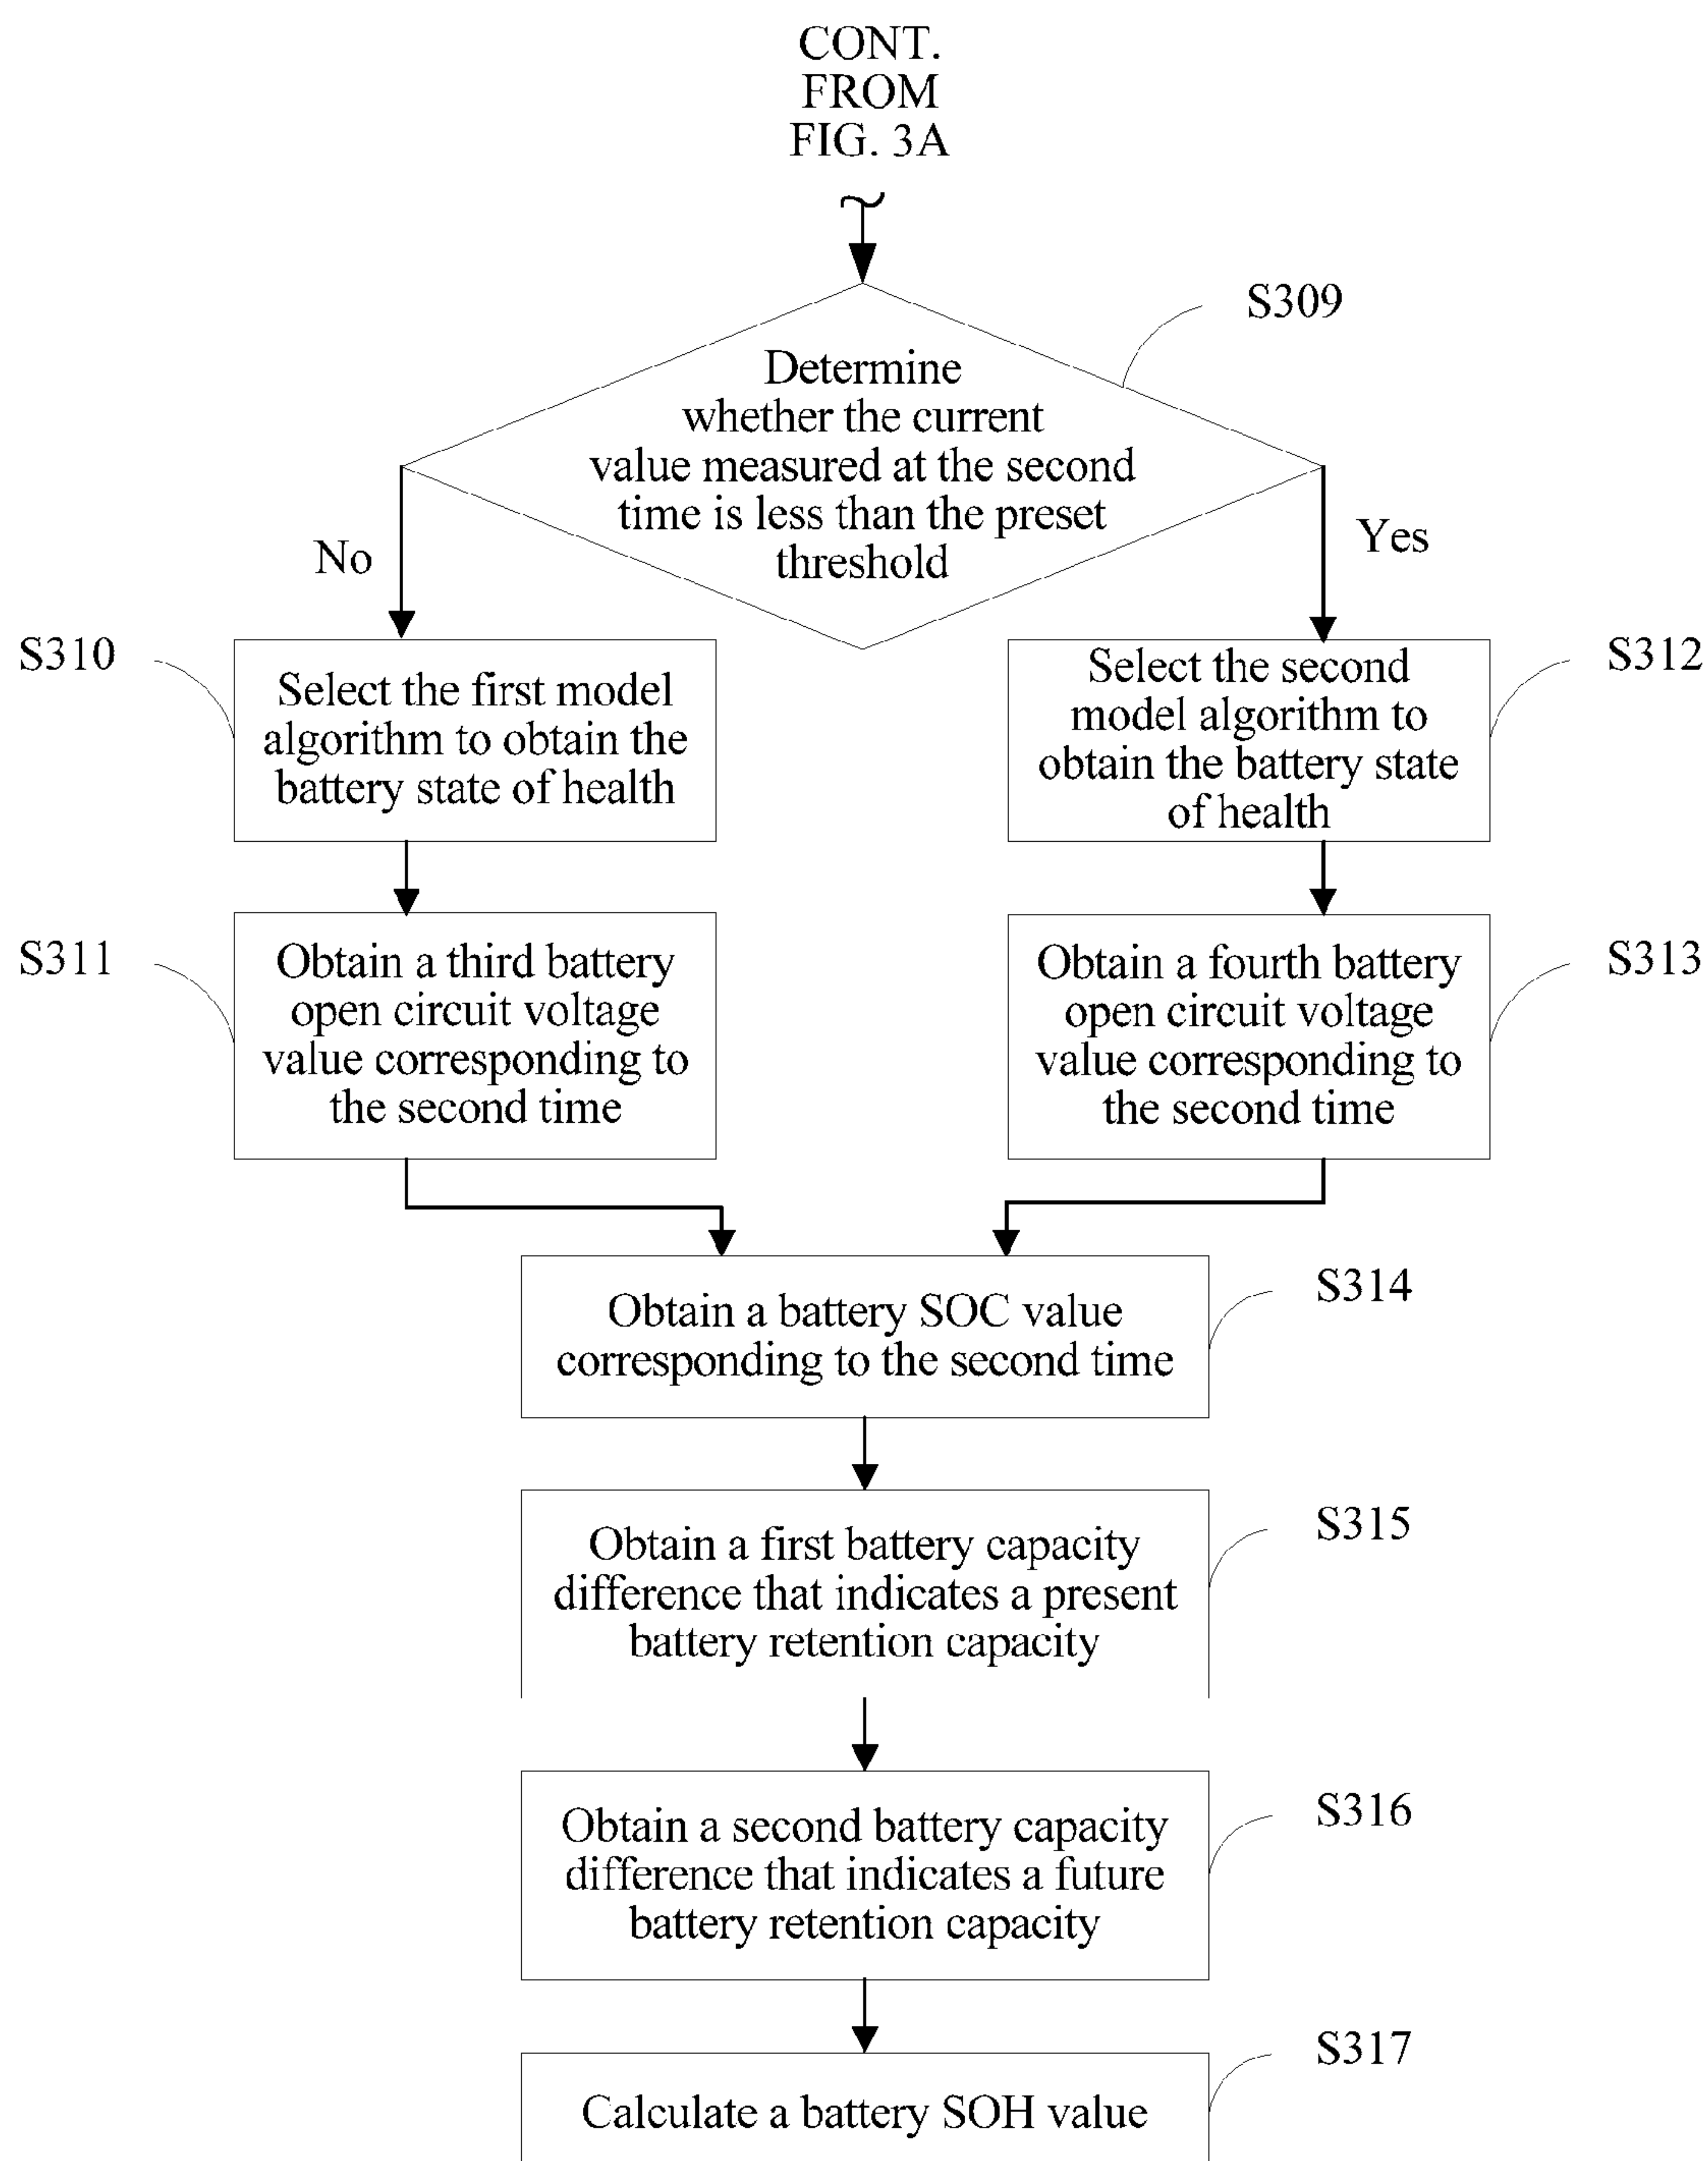 CONT.
FROM
FIG. 3A
S309
Determine
whether the current
value measured at the second
time is less than the preset
threshold
No
Yes
S310
Select the first model
algorithm to obtain the
battery state of health
S312
Select the second
model algorithm to
obtain the battery state
of health
S311
Obtain a third battery
open circuit voltage
value corresponding to
the second time
S313
Obtain a fourth battery
open circuit voltage
value corresponding to
the second time
S314
Obtain a battery SOC value
corresponding to the second time
S315
Obtain a first battery capacity
difference that indicates a present
battery retention capacity
S316
Obtain a second battery capacity
difference that indicates a future
battery retention capacity
S317
Calculate a battery SOH value